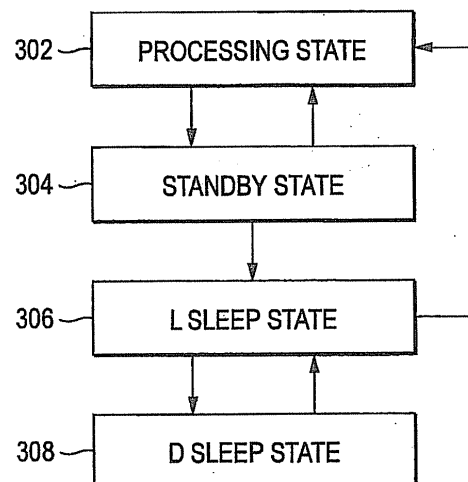 302 PROCESSING STATE
304 STANDBY STATE
306 L SLEEP STATE
308 D SLEEP STATE